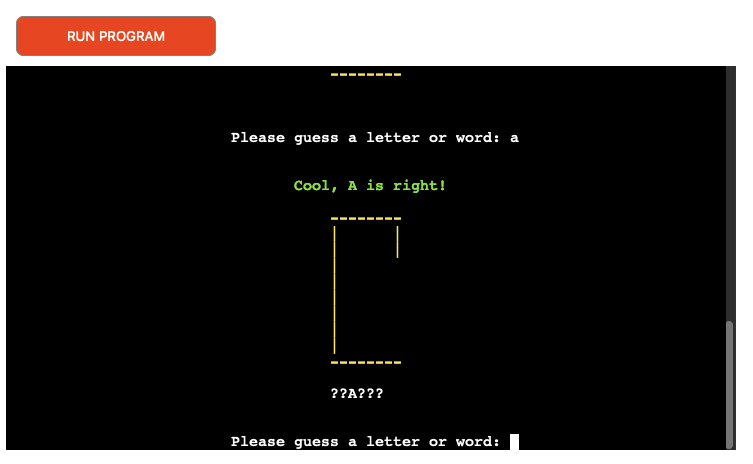 RUN PROGRAM
--------
Please guess a letter or word: a
Cool, A is right!
--------
|      |
|      |
|
|
|
|
|
|
--------
??A???
Please guess a letter or word: